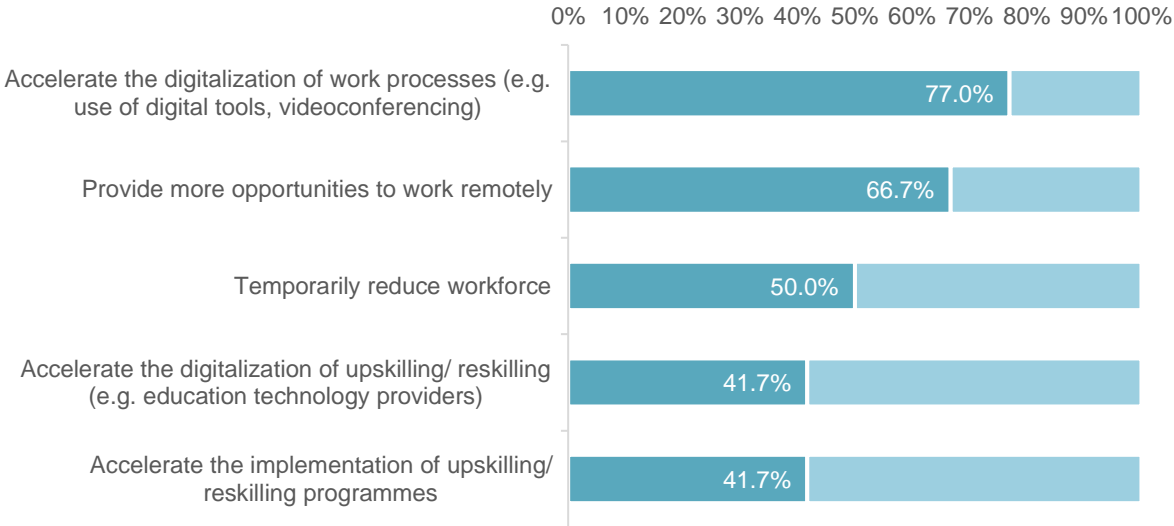 0% 10% 20% 30% 40% 50% 60% 70% 80% 90% 100%
Accelerate the digitalization of work processes (e.g.
use of digital tools, videoconferencing)
77.0%
Provide more opportunities to work remotely
66.7%
Temporarily reduce workforce
50.0%
Accelerate the digitalization of upskilling/ reskilling
(e.g. education technology providers)
41.7%
Accelerate the implementation of upskilling/
reskilling programmes
41.7%